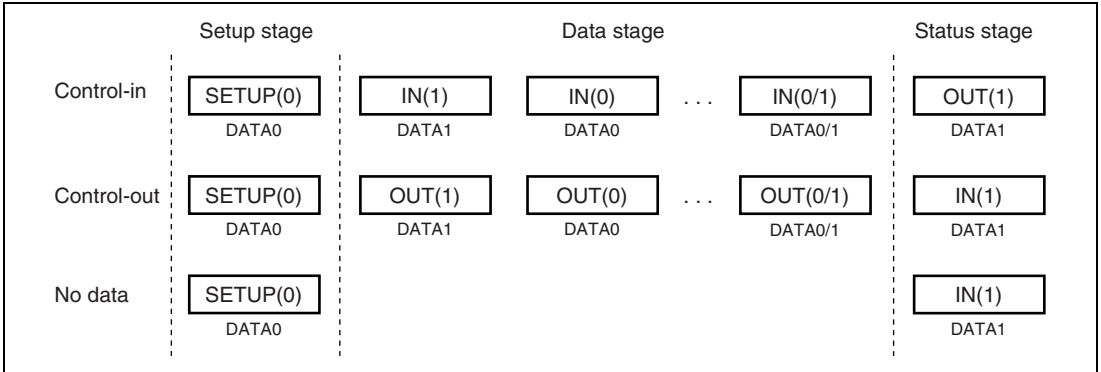 Setup stage Data stage Status stage
Control-in SETUP(0) IN(1) IN(0) . . . IN(0/1) OUT(1)
DATA0 DATA1 DATA0 DATA0/1 DATA1
Control-out SETUP(0) OUT(1) OUT(0) . . . OUT(0/1) IN(1)
DATA0 DATA1 DATA0 DATA0/1 DATA1
No data SETUP(0) IN(1)
DATA0 DATA1